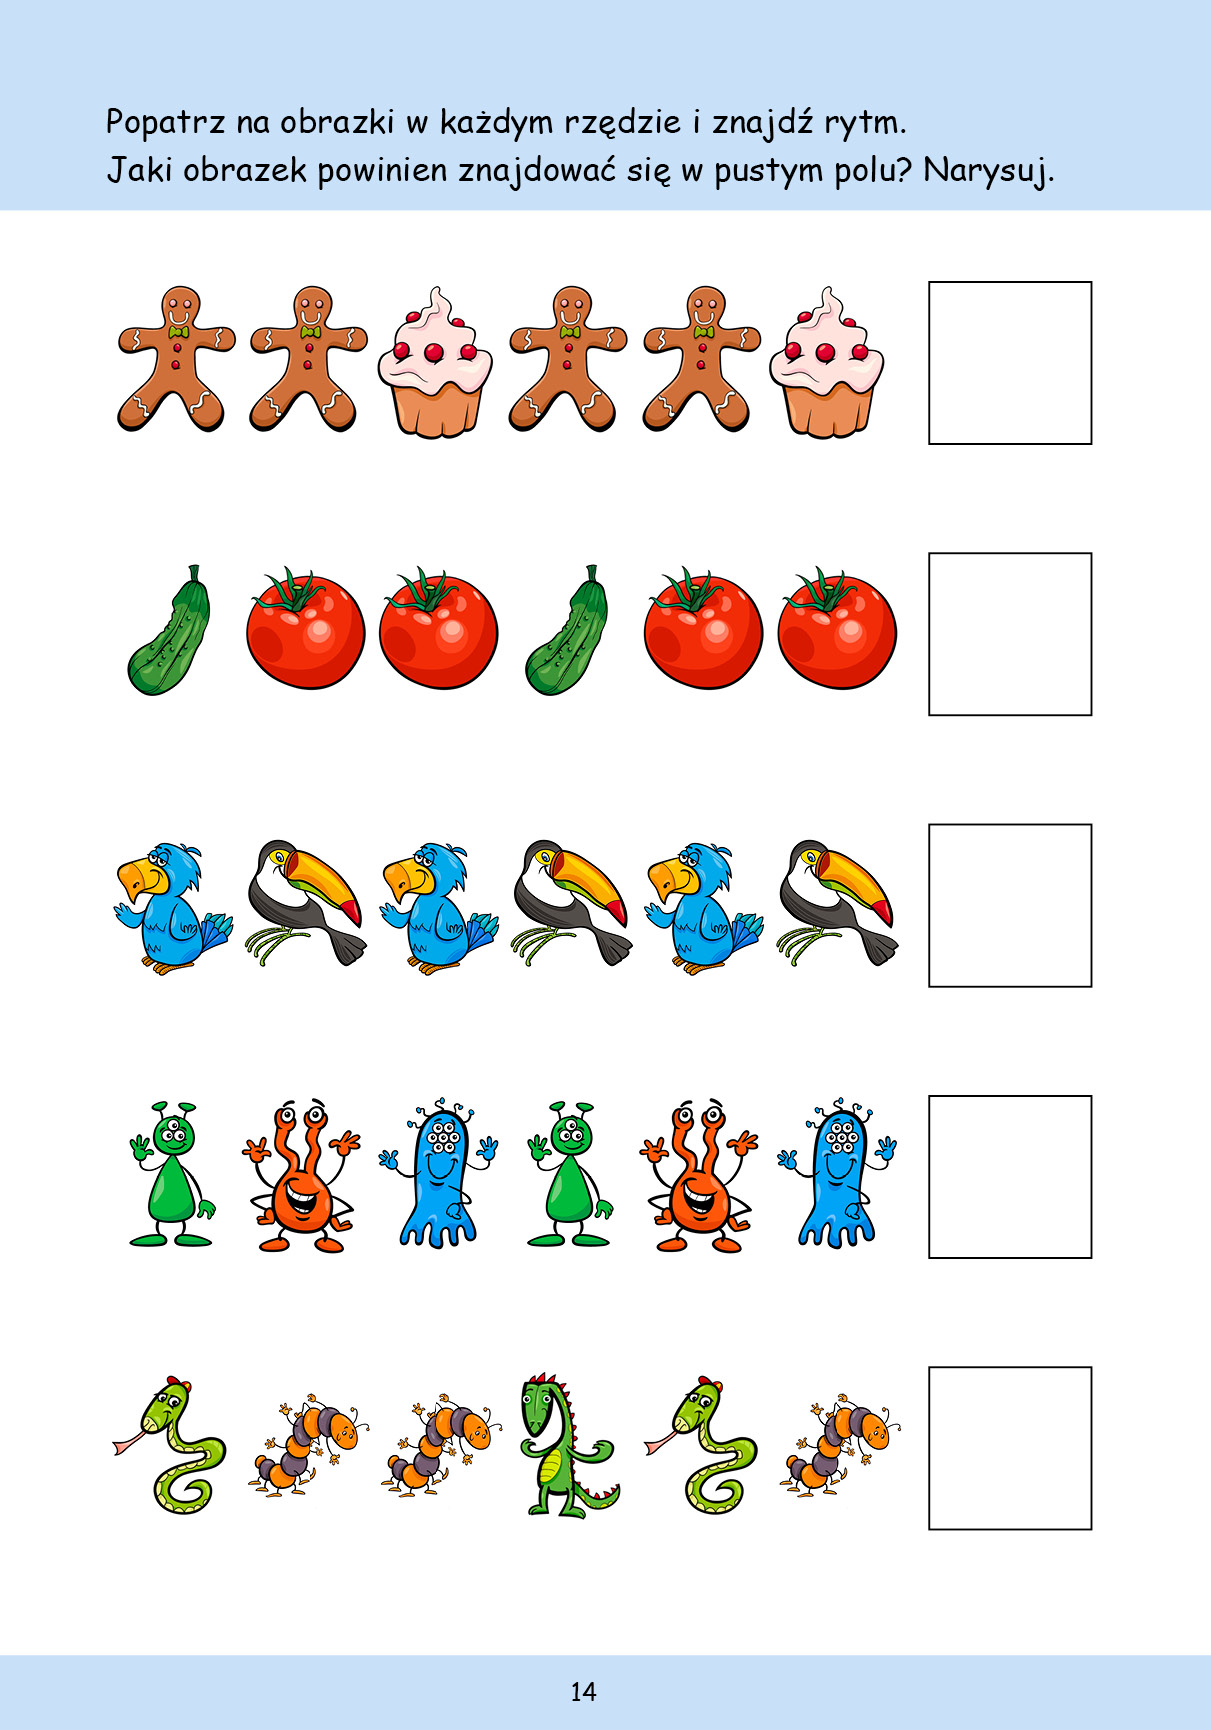 Popatrz na obrazki w każdym rzędzie i znajdź rytm.
Jaki obrazek powinien znajdować się w pustym polu? Narysuj.
14